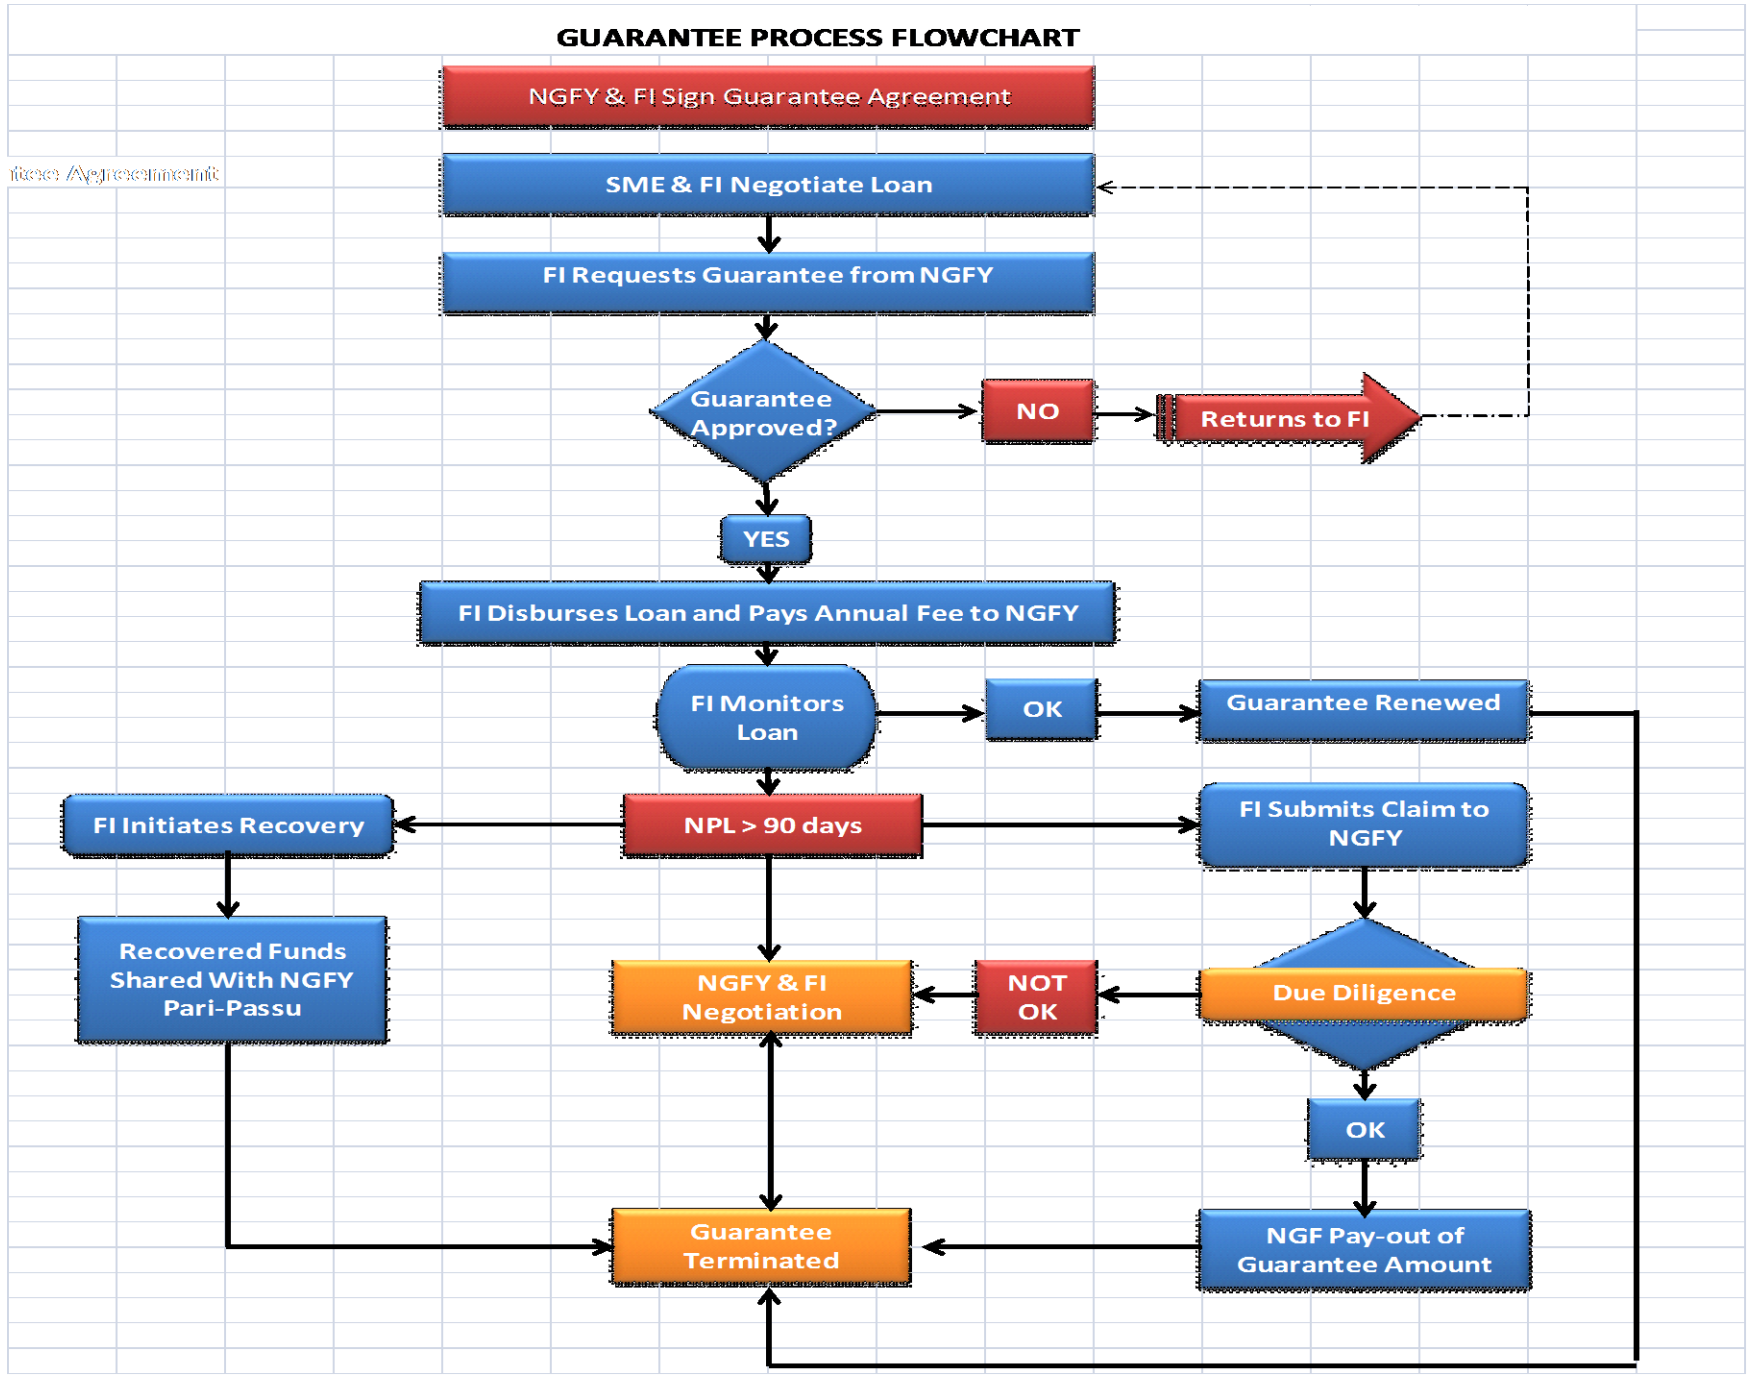 GUARANTEE PROCESS FLOWCHART
NGFY & FI Sign Guarantee Agreement
tee Agreement
SME & FI Negotiate Loan
FI Requests Guarantee from NGFY
Guarantee
Approved?
NO
Returns to FI
YES
FI Disburses Loan and Pays Annual Fee to NGFY
FI Monitors
Loan
OK
Guarantee Renewed
FI Initiates Recovery
NPL > 90 days
FI Submits Claim to
NGFY
Recovered Funds
Shared With NGFY
Pari-Passu
NGFY & FI
Negotiation
NOT
OK
Due Diligence
OK
Guarantee
Terminated
NGF Pay-out of
Guarantee Amount